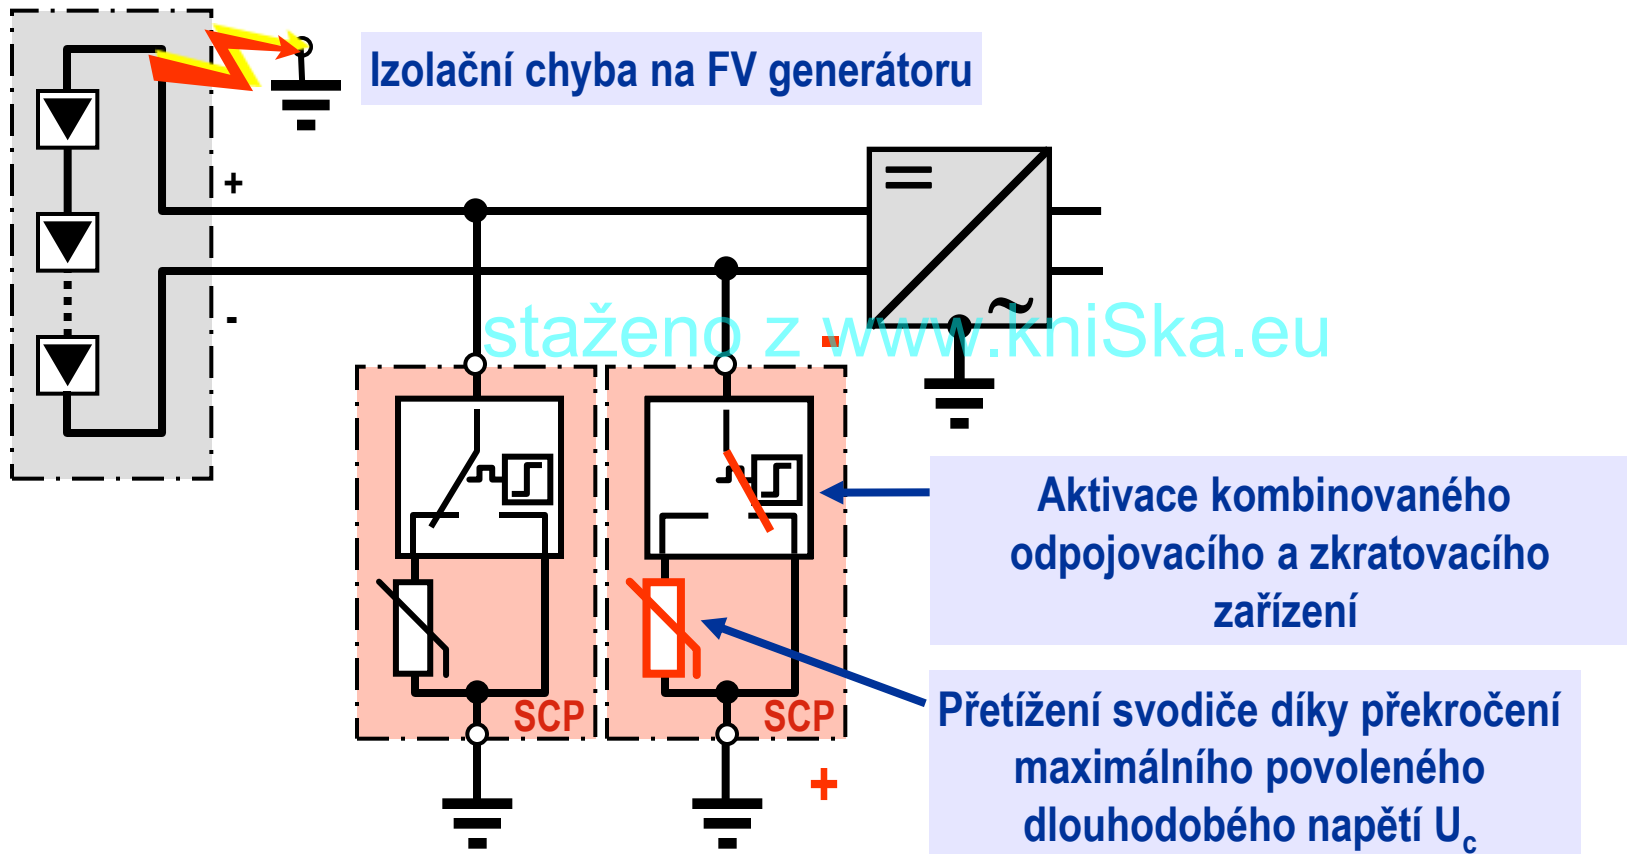 Izolační chyba na FV generátoru
+
-
staženo z www.kniSka.eu
-
~
Aktivace kombinovaného
odpojovacího a zkratovacího
zařízení
SCP
SCP
Přetížení svodiče díky překročení
maximálního povoleného
dlouhodobého napětí Uc
+